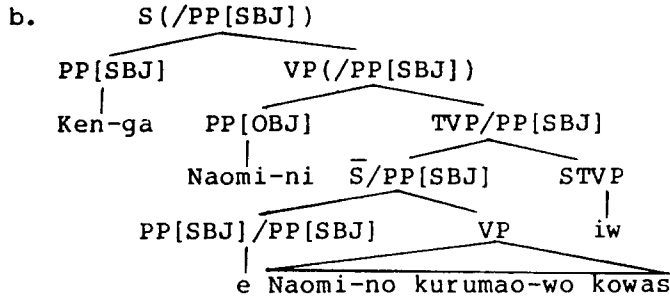 b. S(/PP[SBJ])
PP[SBJ] VP(/PP[SBJ])
Ken-ga PP[OBJ] TVP/PP[SBJ]
Naomi-ni S̄/PP[SBJ] STVP
PP[SBJ]/PP[SBJ] VP iw
e Naomi-no kurumao-wo kowas